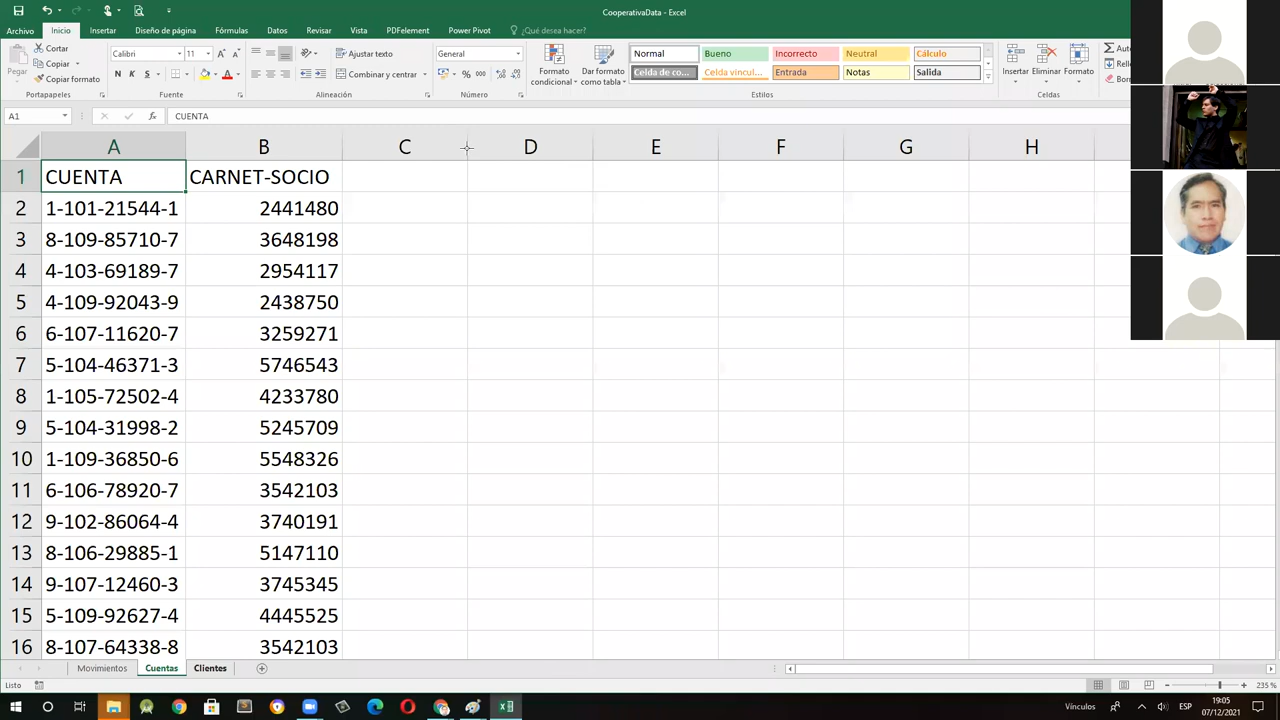 CooperativaData - Excel
Archivo Inicio Insertar Diseño de página Fórmulas Datos Revisar Vista PDFelement Power Pivot ¿Qué desea hacer?
Pegar
Cortar
Copiar
Copiar formato
Portapapeles
Calibri 11
N K S
Fuente
Ajustar texto
Combinar y centrar
Alineación
General
% 000
Número
Formato condicional
Dar formato como tabla
Normal Bueno Incorrecto Neutral Cálculo
Celda de co... Celda vincul... Entrada Notas Salida
Estilos
Insertar Eliminar Formato
Celdas
A1 fx CUENTA
A B C D E F G H
1 CUENTA CARNET-SOCIO
2 1-101-21544-1 2441480
3 8-109-85710-7 3648198
4 4-103-69189-7 2954117
5 4-109-92043-9 2438750
6 6-107-11620-7 3259271
7 5-104-46371-3 5746543
8 1-105-72502-4 4233780
9 5-104-31998-2 5245709
10 1-109-36850-6 5548326
11 6-106-78920-7 3542103
12 9-102-86064-4 3740191
13 8-106-29885-1 5147110
14 9-107-12460-3 3745345
15 5-109-92627-4 4445525
16 8-107-64338-8 3542103
Movimientos Cuentas Clientes
Listo 235 %
Vínculos ESP 19:05
07/12/2021